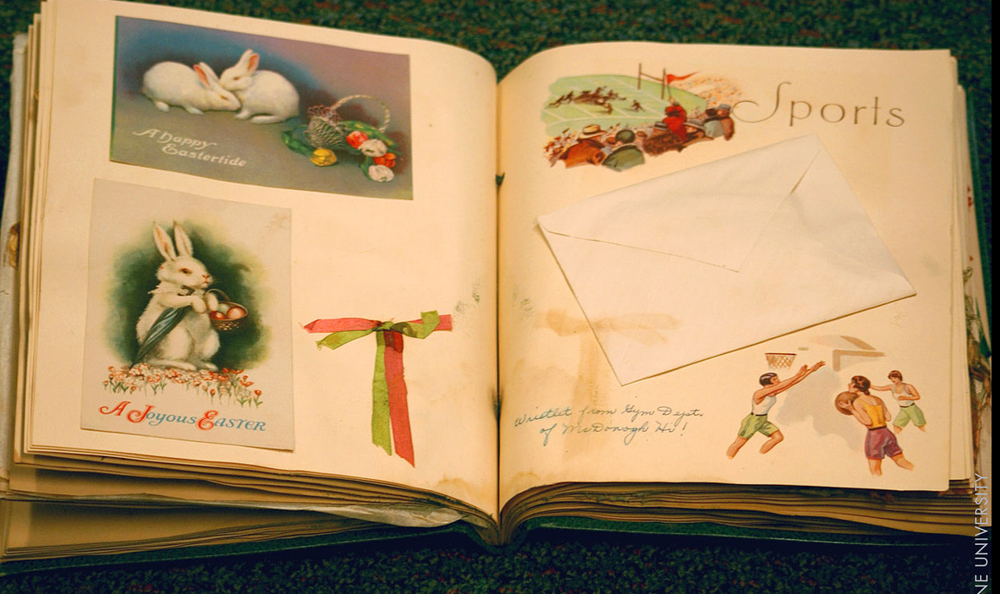 A happy
Eastertide
A Joyous Easter
Sports
Wristlet from Gym Dept.
of McDonogh Hi!
NE UNIVERSITY